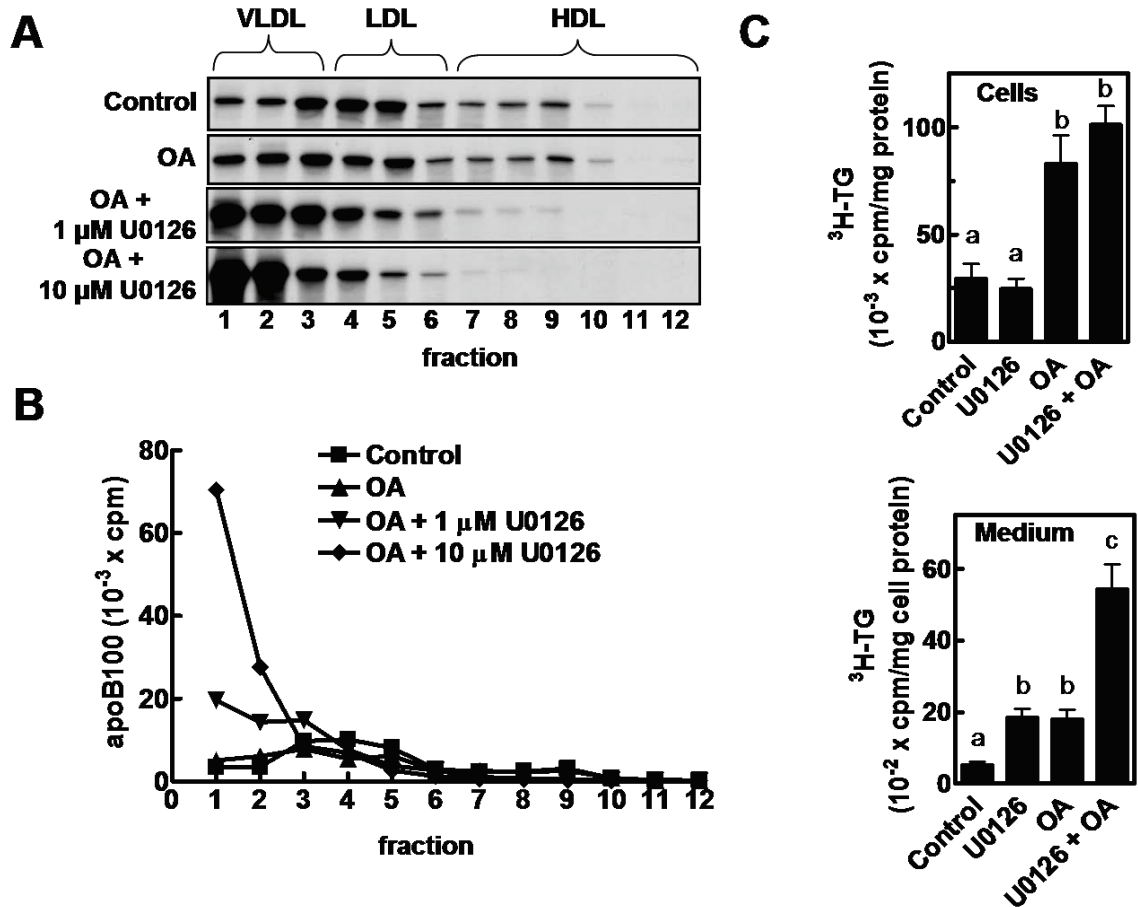 A
VLDL LDL HDL
Control
OA
OA +
1 µM U0126
OA +
10 µM U0126
1 2 3 4 5 6 7 8 9 10 11 12
fraction
B
80
60
40
20
0
apoB100 (10⁻³ x cpm)
Control
OA
OA + 1 µM U0126
OA + 10 µM U0126
0 1 2 3 4 5 6 7 8 9 10 11 12
fraction
C
Cells
100
50
0
³H-TG
(10⁻³ x cpm/mg protein)
a a b b
Control U0126 OA U0126 + OA
Medium
60
40
20
0
³H-TG
(10⁻² x cpm/mg cell protein)
a b b c
Control U0126 OA U0126 + OA